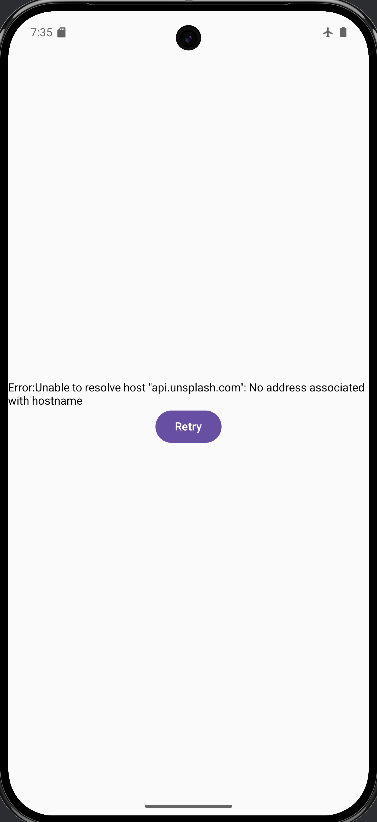 7:35
Error:Unable to resolve host "api.unsplash.com": No address associated
with hostname
Retry